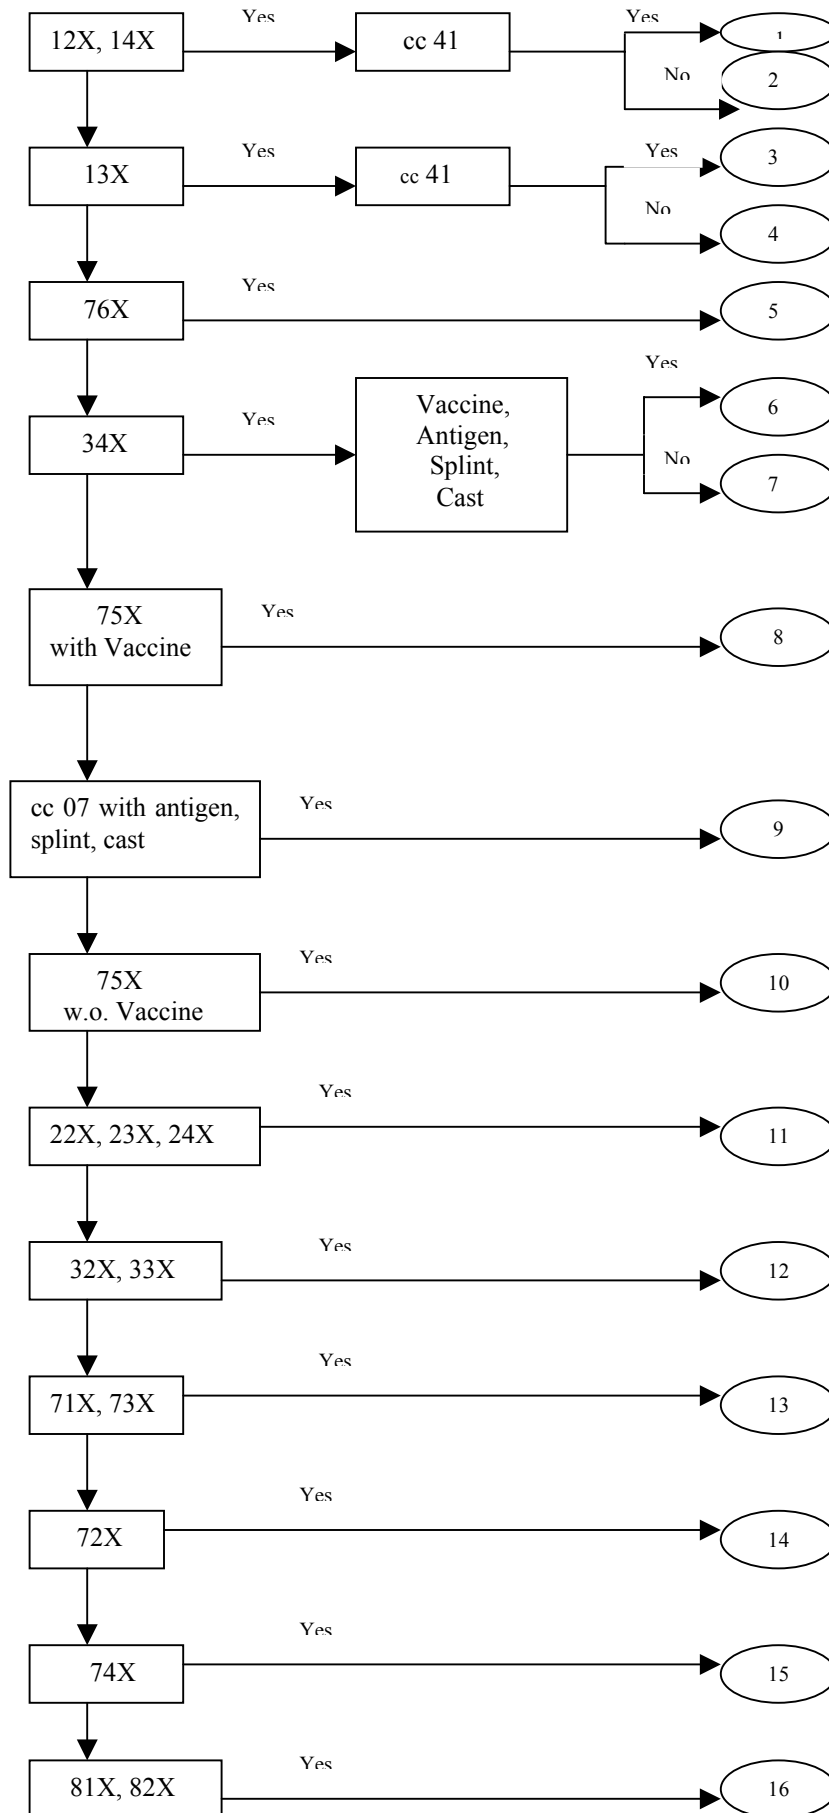 Yes
Yes
12X, 14X
cc 41
1
No
2
Yes
Yes
3
13X
cc 41
No
4
Yes
76X
5
Yes
Vaccine,
6
Yes
Antigen,
34X
Splint,
No
Cast
7
75X
Yes
with Vaccine
8
cc 07 with antigen,
Yes
splint, cast
9
Yes
75X
10
w.o. Vaccine
Yes
22X, 23X, 24X
11
Yes
32X, 33X
12
Yes
71X, 73X
13
Yes
72X
14
Yes
74X
15
Yes
81X, 82X
16